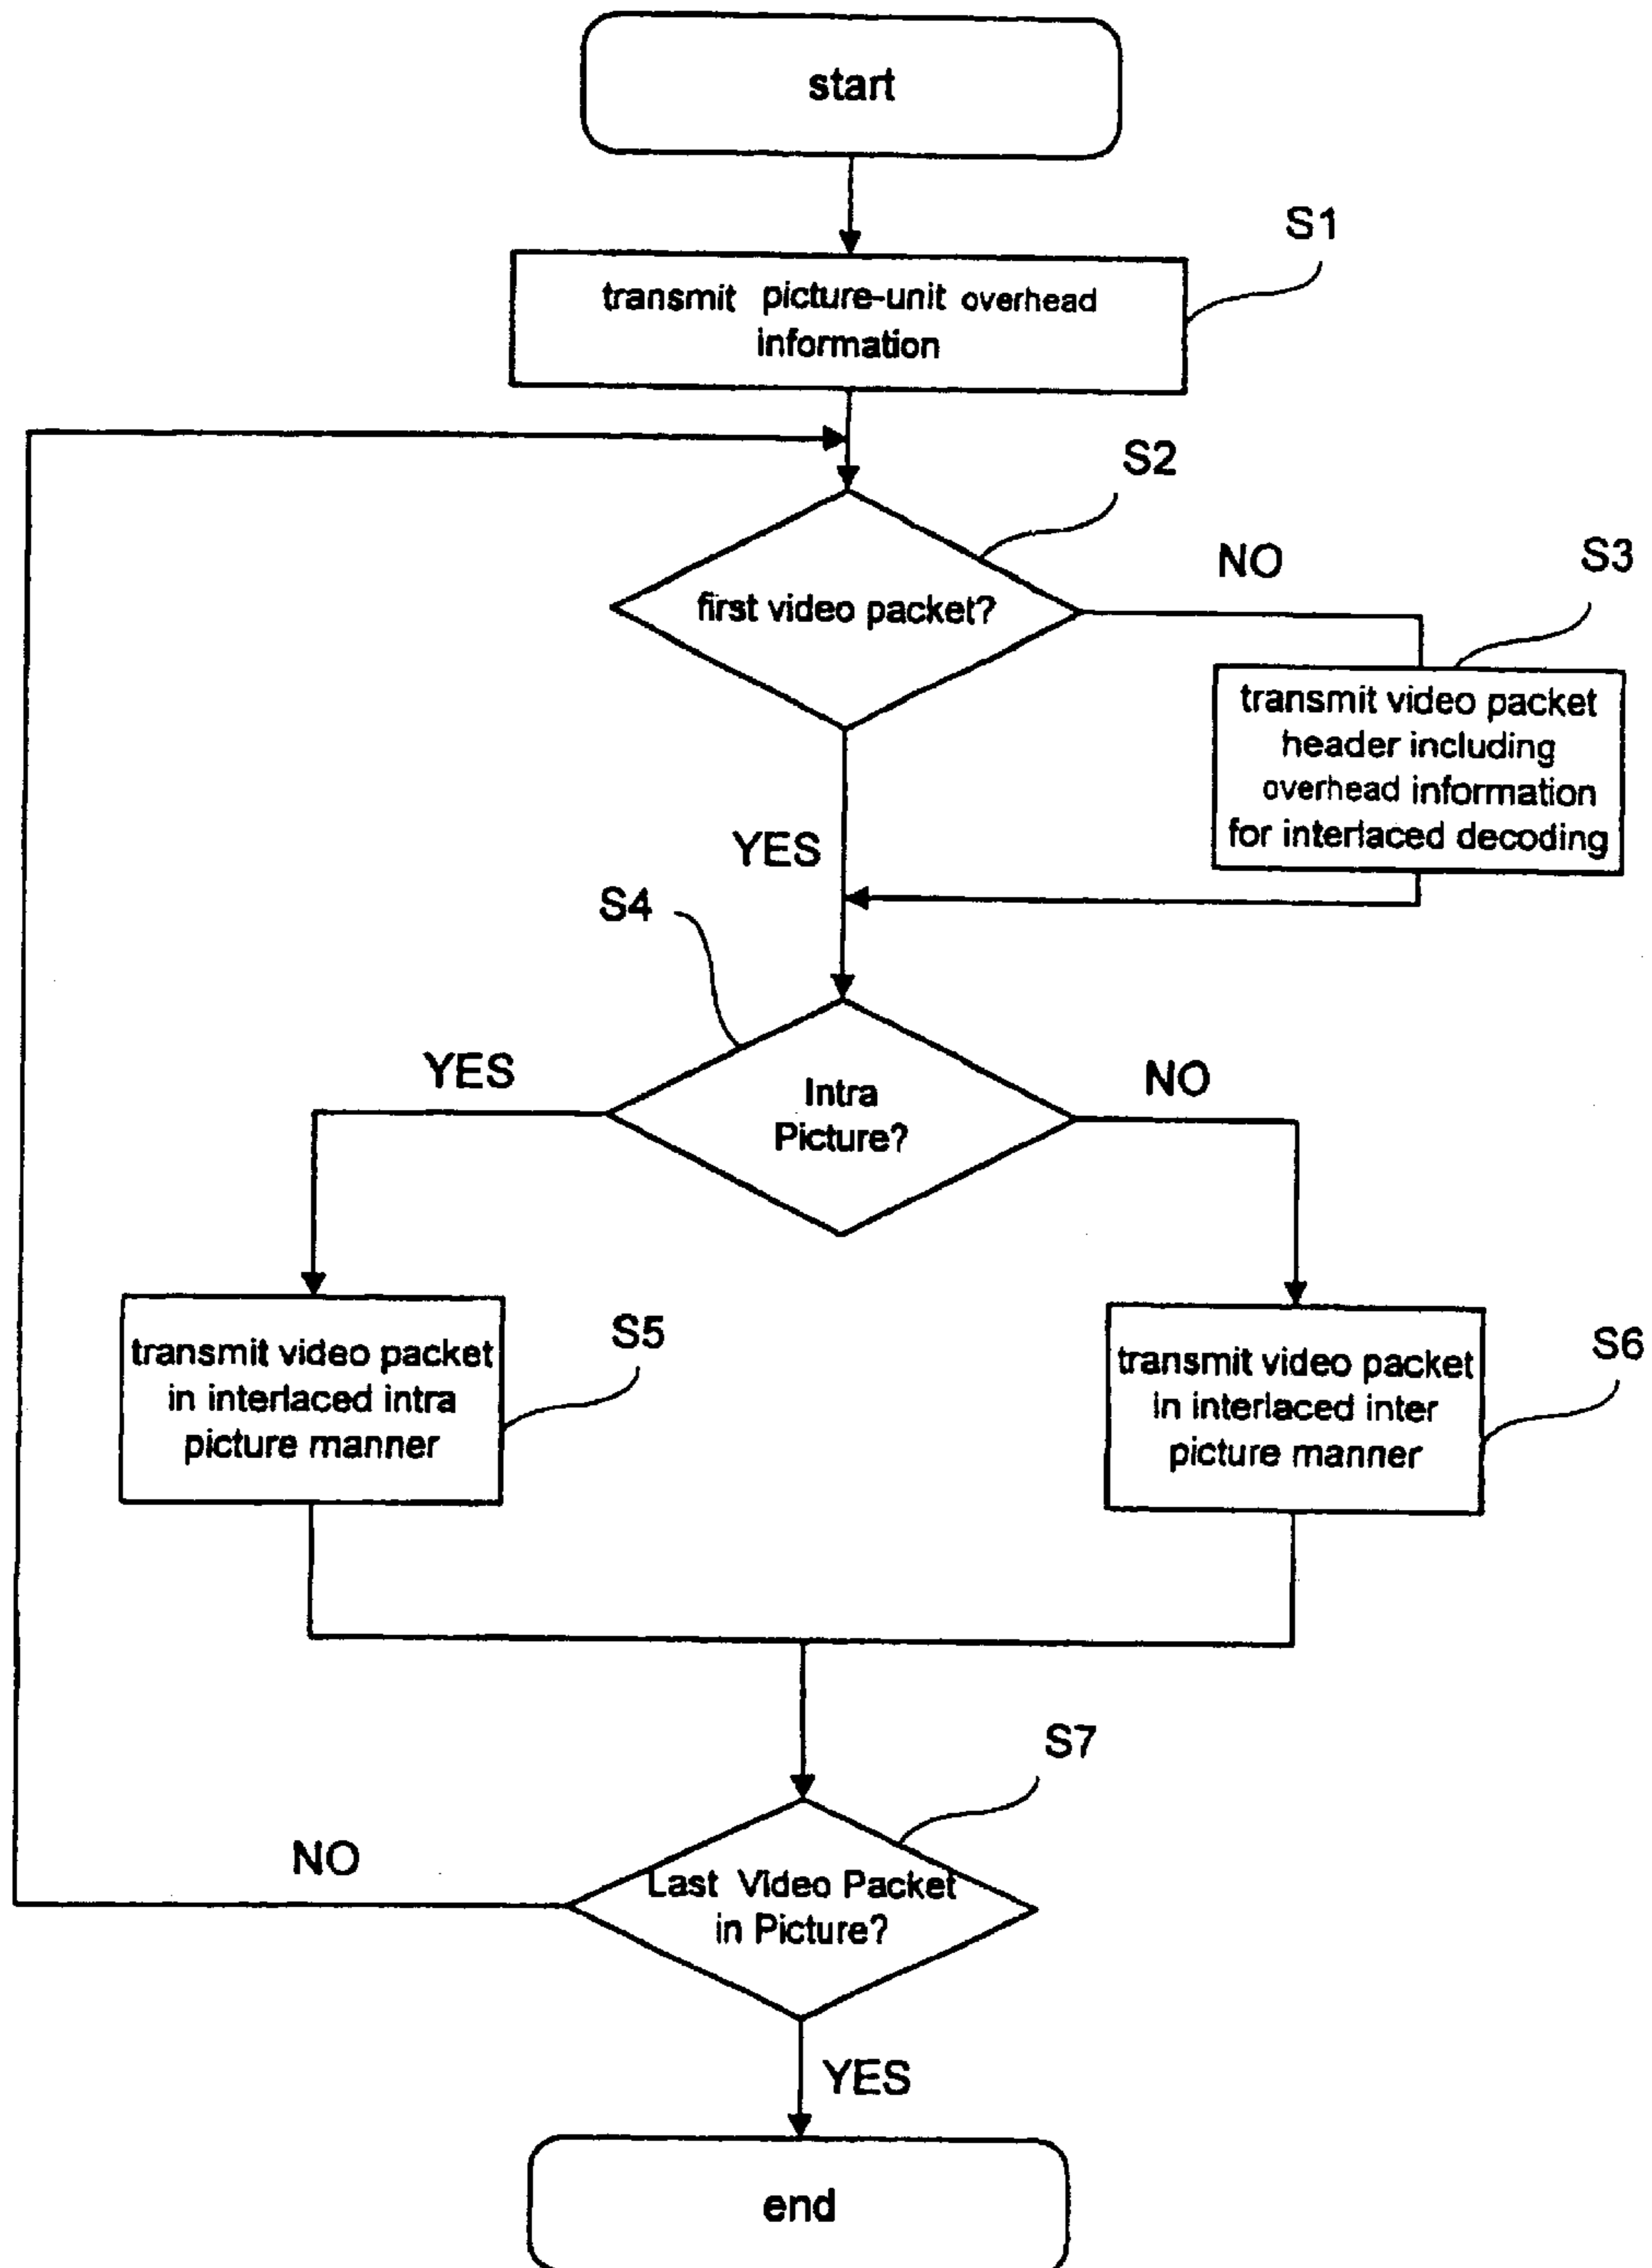 start
S1
transmit picture-unit overhead
information
S2
first video packet?
NO
S3
transmit video packet
header including
overhead information
for interlaced decoding
YES
S4
Intra
Picture?
YES
NO
transmit video packet
in interlaced intra
picture manner
S5
transmit video packet
in interlaced inter
picture manner
S6
S7
Last Video Packet
in Picture?
NO
YES
end